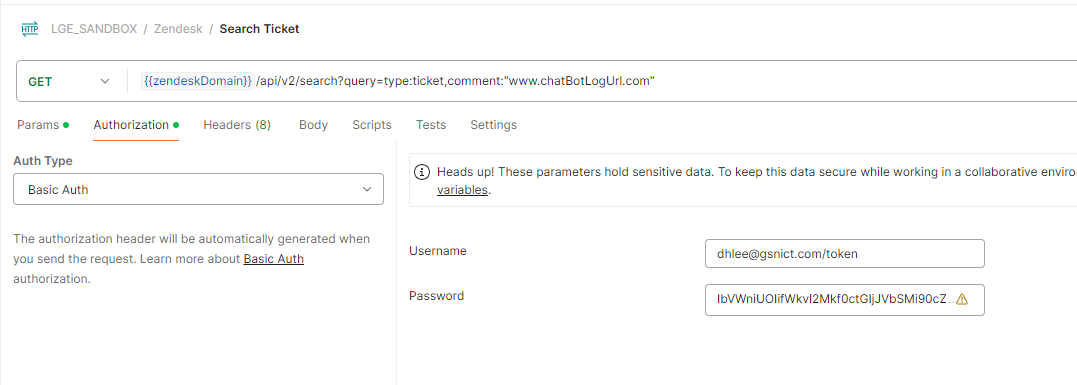 HTTP LGE_SANDBOX / Zendesk / Search Ticket
GET {{zendeskDomain}} /api/v2/search?query=type:ticket,comment:"www.chatBotLogUrl.com"
Params Authorization Headers (8) Body Scripts Tests Settings
Auth Type
Basic Auth
The authorization header will be automatically generated when
you send the request. Learn more about Basic Auth
authorization.
Heads up! These parameters hold sensitive data. To keep this data secure while working in a collaborative enviro
variables.
Username dhlee@gsnict.com/token
Password